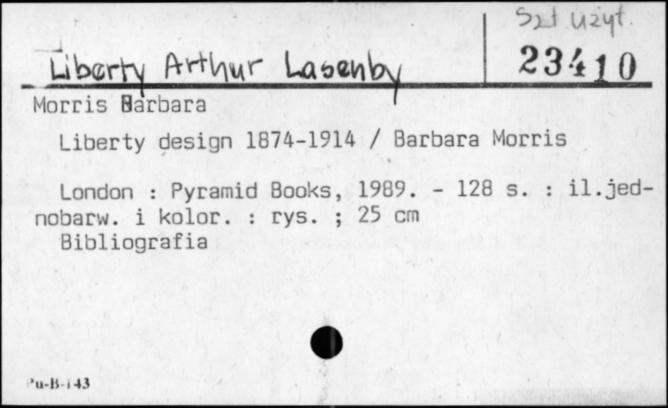 Szt użyt.
Liberty Arthur Lasenby
23410
Morris Barbara
Liberty design 1874-1914 / Barbara Morris
London : Pyramid Books, 1989. - 128 s. : il.jed-
nobarw. i kolor. : rys. ; 25 cm
Bibliografia
Pu-B-143